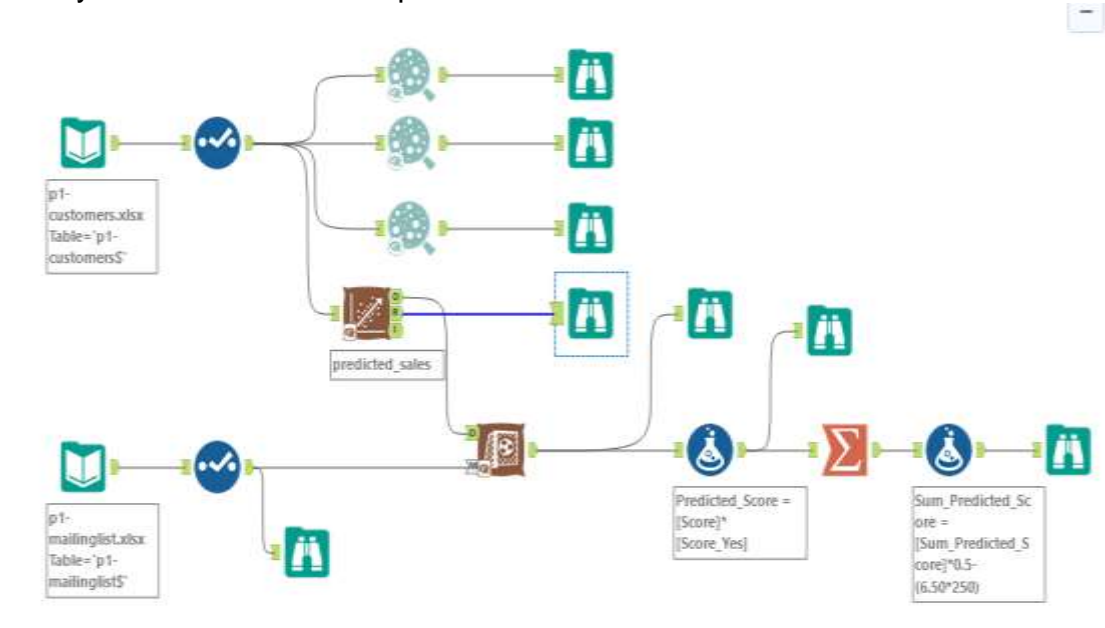 p1-
customers.xlsx
Table=`p1-
customers$`
O
R
I
predicted_sales
p1-
mailinglist.xlsx
Table=`p1-
mailinglist$`
Predicted_Score =
[Score]*
[Score_Yes]
Sum_Predicted_Sc
ore =
[Sum_Predicted_S
core]*0.5-
(6.50*250)